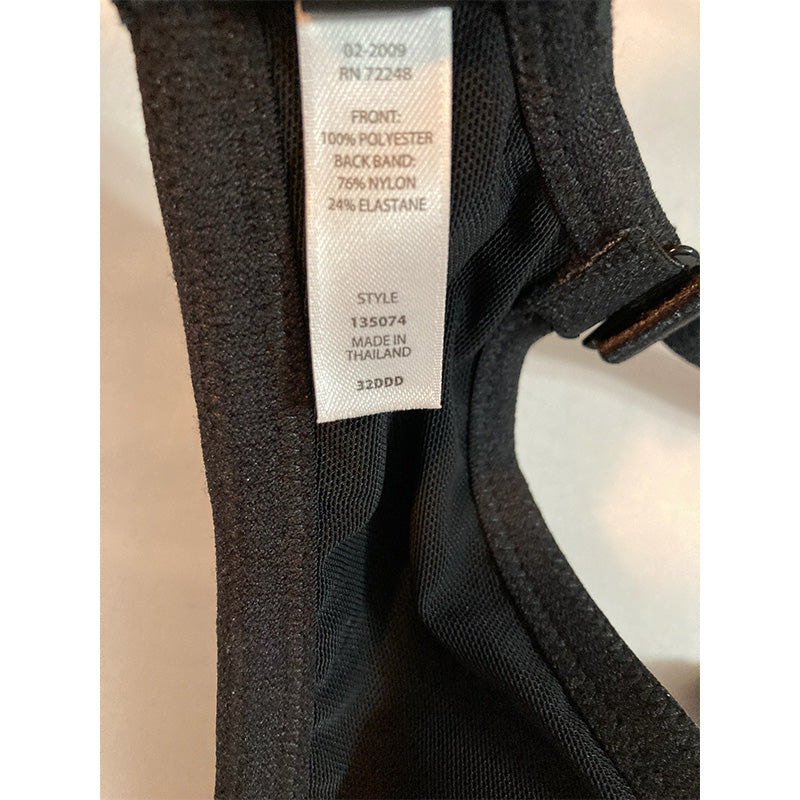 02-2009
RN 72248
FRONT:
100% POLYESTER
BACK BAND:
76% NYLON
24% ELASTANE
STYLE
135074
MADE IN
THAILAND
32DDD